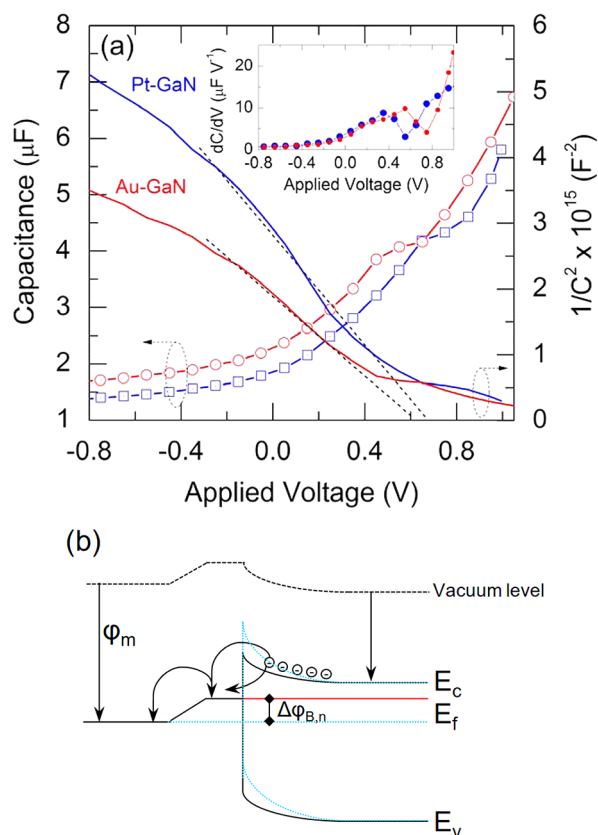 (a)
Pt-GaN
Au-GaN
Capacitance (μF)
8
7
6
5
4
3
2
1
-0.8 -0.4 0.0 0.4 0.8
Applied Voltage (V)
6
5
4
3
2
1
0
1/C² x 10¹⁵ (F⁻²)
dC/dV (μF V⁻¹)
20
10
0
-0.8 -0.4 0.0 0.4 0.8
Applied Voltage (V)
(b)
Vacuum level
φm
Ec
ΔφB,n
Ef
Ev